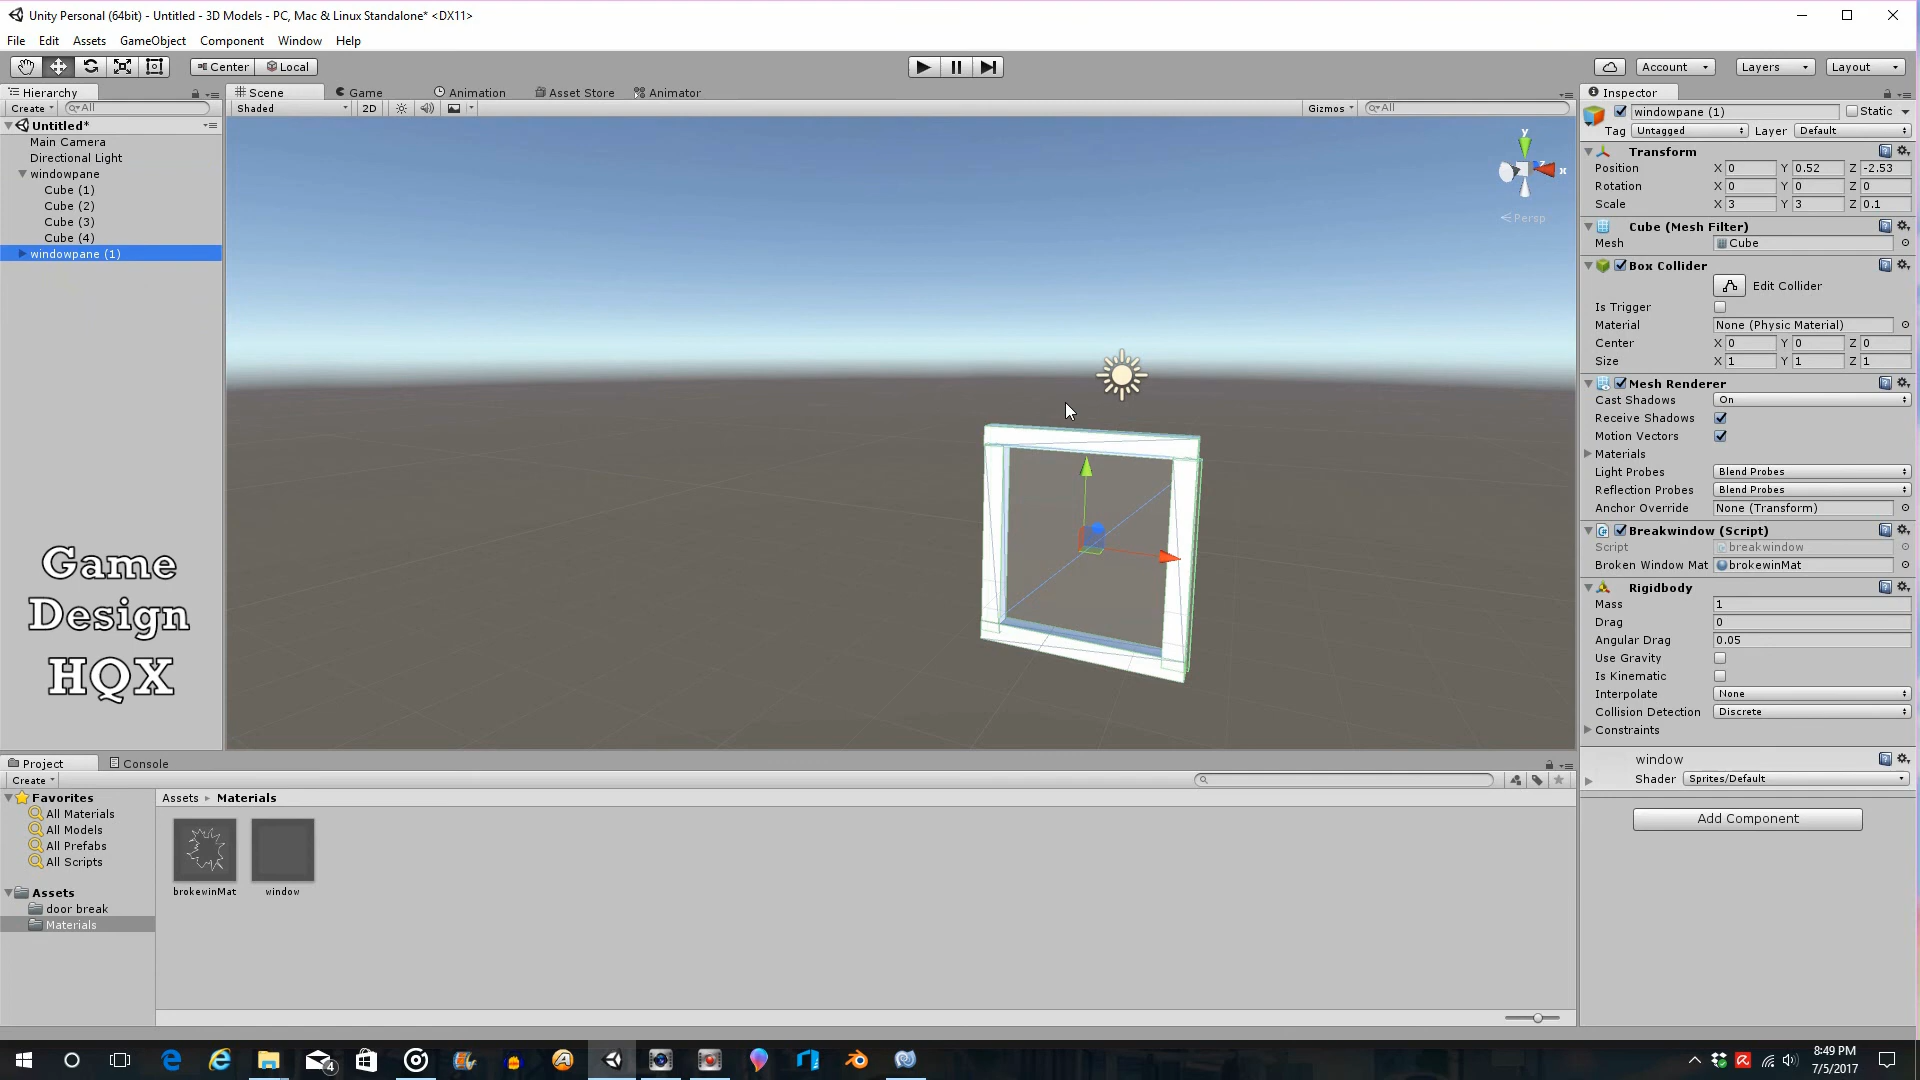 Unity Personal (64bit) - Untitled - 3D Models - PC, Mac & Linux Standalone* <DX11>
File Edit Assets GameObject Component Window Help
Center Local Account Layers Layout
Hierarchy Scene Game Animation Asset Store Animator Inspector
Create All Shaded 2D Gizmos All
windowpane (1) Static
Untitled*
Tag Untagged Layer Default
Main Camera
Directional Light
windowpane
Cube (1)
Cube (2)
Cube (3)
Cube (4)
windowpane (1)
y
x
z
Persp
Transform
Position X 0 Y 0.52 Z -2.53
Rotation X 0 Y 0 Z 0
Scale X 3 Y 3 Z 0.1
Cube (Mesh Filter)
Mesh Cube
Box Collider
Edit Collider
Is Trigger
Material None (Physic Material)
Center X 0 Y 0 Z 0
Size X 1 Y 1 Z 1
Mesh Renderer
Cast Shadows On
Receive Shadows
Motion Vectors
Materials
Light Probes Blend Probes
Reflection Probes Blend Probes
Anchor Override None (Transform)
Breakwindow (Script)
Script breakwindow
Broken Window Mat brokewinMat
Rigidbody
Mass 1
Drag 0
Angular Drag 0.05
Use Gravity
Is Kinematic
Interpolate None
Collision Detection Discrete
Constraints
window
Shader Sprites/Default
Add Component
Game
Design
HQX
Project Console
Create
Favorites
All Materials
All Models
All Prefabs
All Scripts
Assets
door break
Materials
Assets Materials
brokewinMat window
4
8:49 PM
7/5/2017